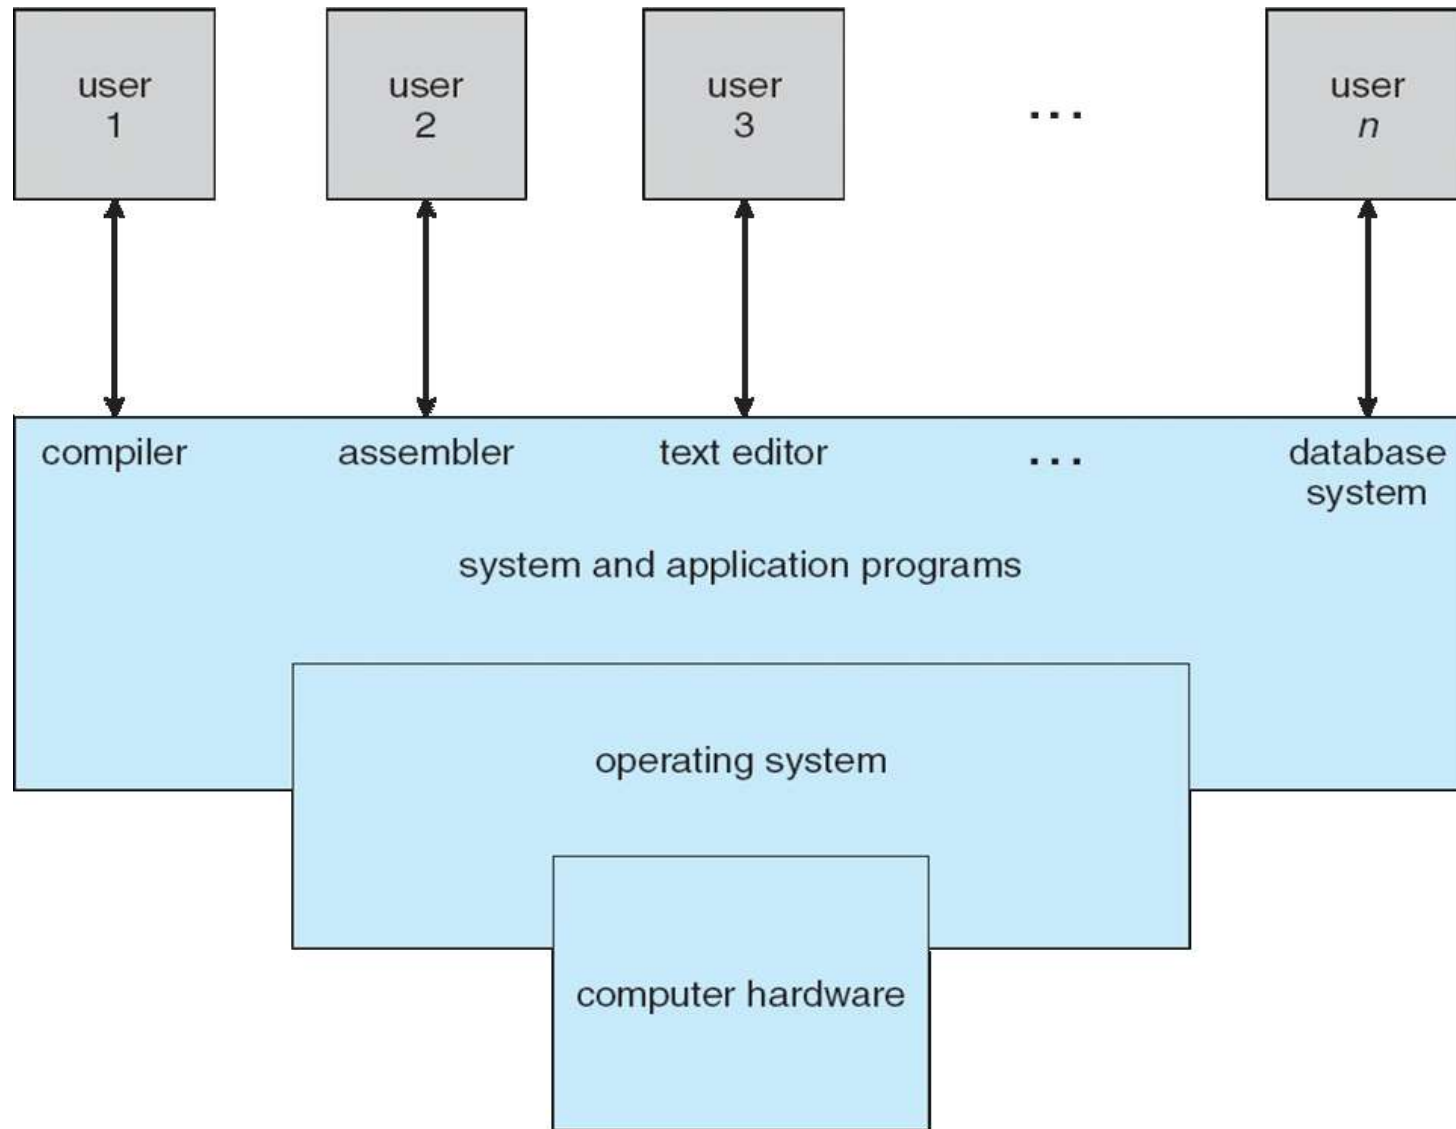 user
1
user
2
user
3
...
user
n
compiler
assembler
text editor
...
database
system
system and application programs
operating system
computer hardware